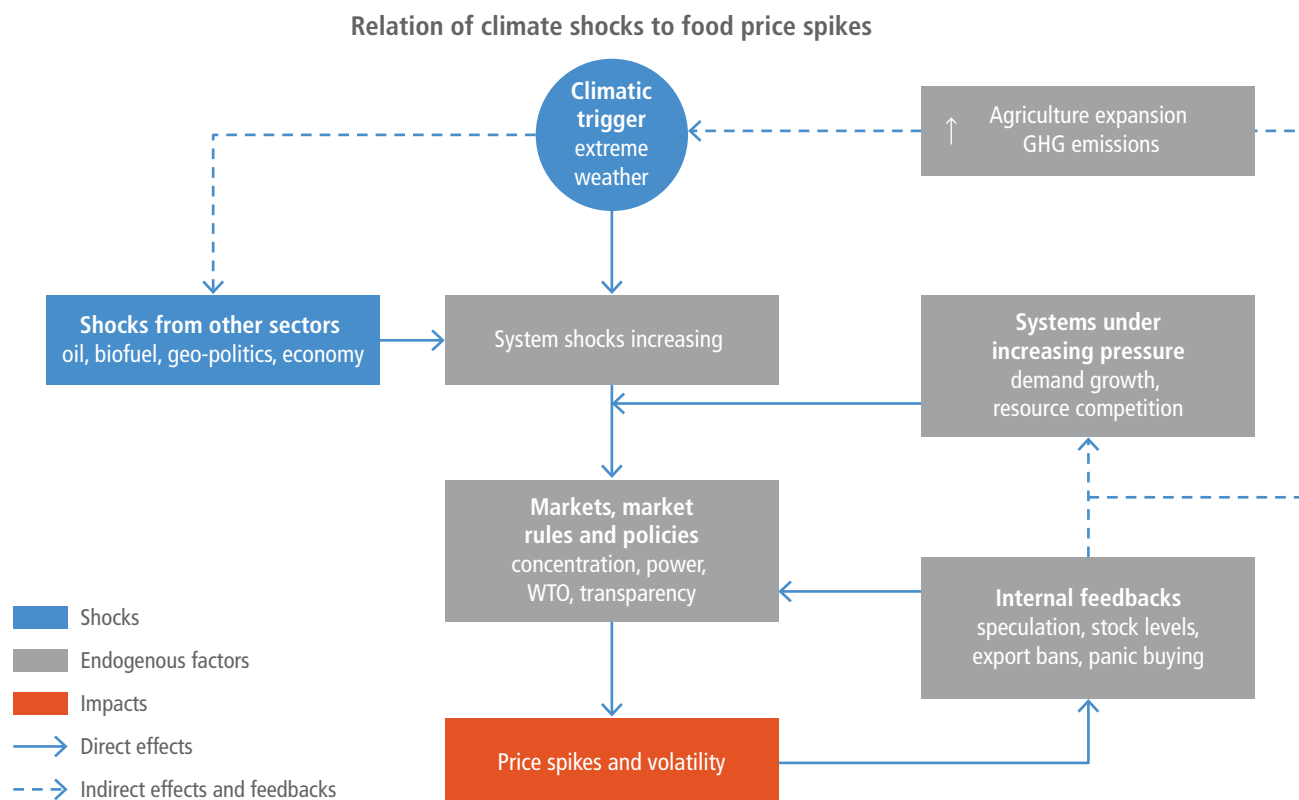 Relation of climate shocks to food price spikes
Climatic
trigger
extreme
weather
↑
Agriculture expansion
GHG emissions
Shocks from other sectors
oil, biofuel, geo-politics, economy
System shocks increasing
Systems under
increasing pressure
demand growth,
resource competition
Markets, market
rules and policies
concentration, power,
WTO, transparency
Internal feedbacks
speculation, stock levels,
export bans, panic buying
Price spikes and volatility
Shocks
Endogenous factors
Impacts
Direct effects
Indirect effects and feedbacks